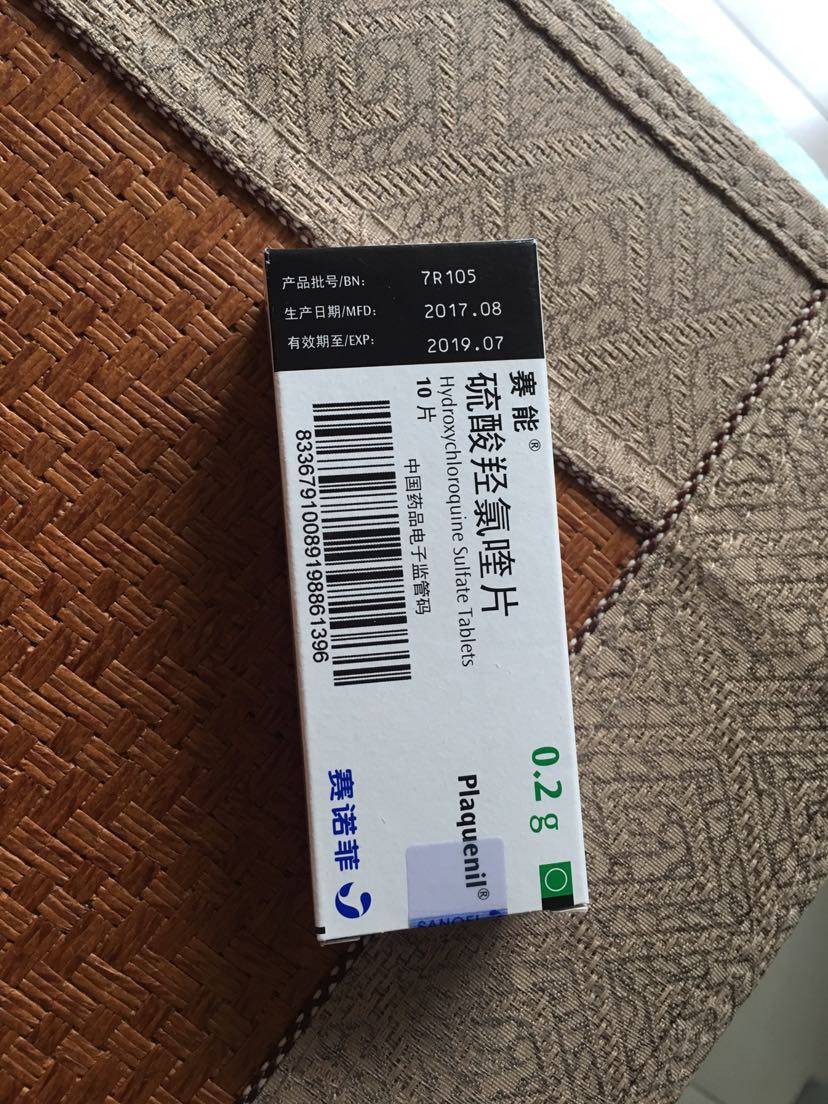 产品批号/BN: 7R105
生产日期/MFD: 2017.08
有效期至/EXP: 2019.07
赛能®
硫酸羟氯喹片
Hydroxychloroquine Sulfate Tablets
10片
中国药品电子监管码
83367910089198861396
0.2 g
Plaquenil®
赛诺菲
SANOFI